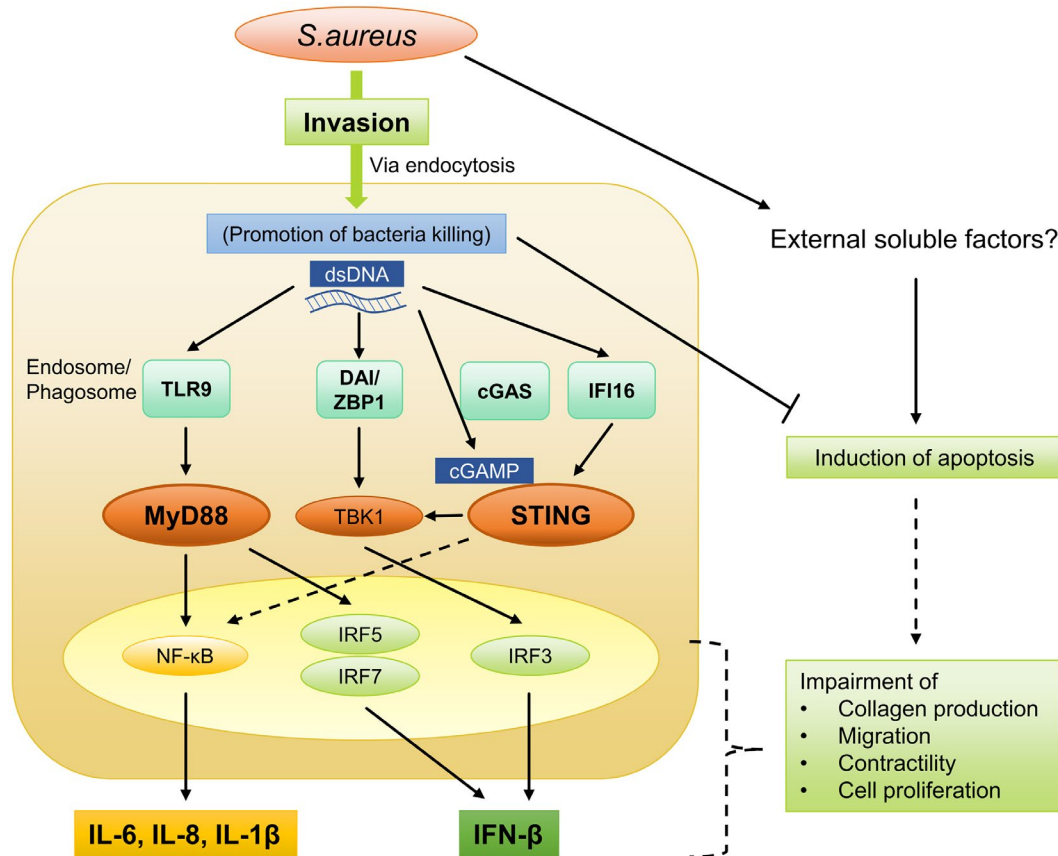 S.aureus
Invasion
Via endocytosis
(Promotion of bacteria killing)
External soluble factors?
dsDNA
Endosome/
Phagosome
TLR9
DAI/
ZBP1
cGAS
IFI16
Induction of apoptosis
cGAMP
MyD88
TBK1
STING
NF-κB
IRF5
IRF7
IRF3
Impairment of
• Collagen production
• Migration
• Contractility
• Cell proliferation
IL-6, IL-8, IL-1β
IFN-β